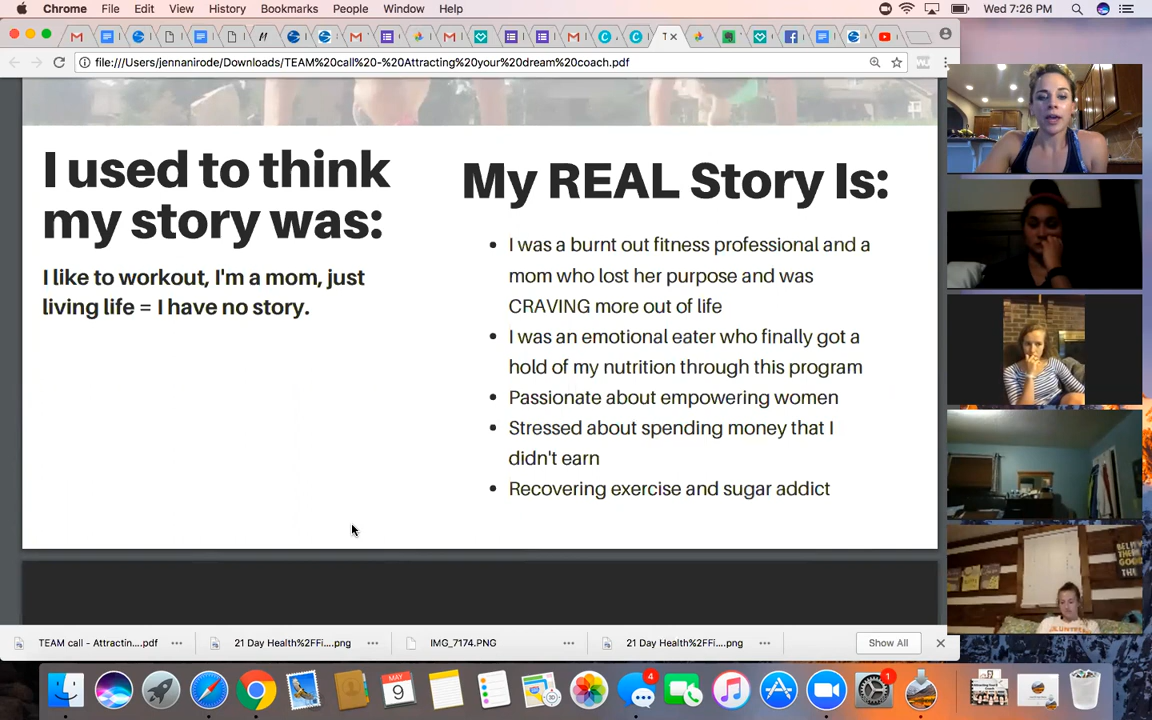 Chrome File Edit View History Bookmarks People Window Help Wed 7:26 PM
file:///Users/jennanirode/Downloads/TEAM%20call%20-%20Attracting%20your%20dream%20coach.pdf
I used to think
my story was:
I like to workout, I'm a mom, just
living life = I have no story.
My REAL Story Is:
• I was a burnt out fitness professional and a
mom who lost her purpose and was
CRAVING more out of life
• I was an emotional eater who finally got a
hold of my nutrition through this program
• Passionate about empowering women
• Stressed about spending money that I
didn't earn
• Recovering exercise and sugar addict
TEAM call - Attractin....pdf 21 Day Health%2FFi....png IMG_7174.PNG 21 Day Health%2FFi....png Show All
MAY
9
4
1